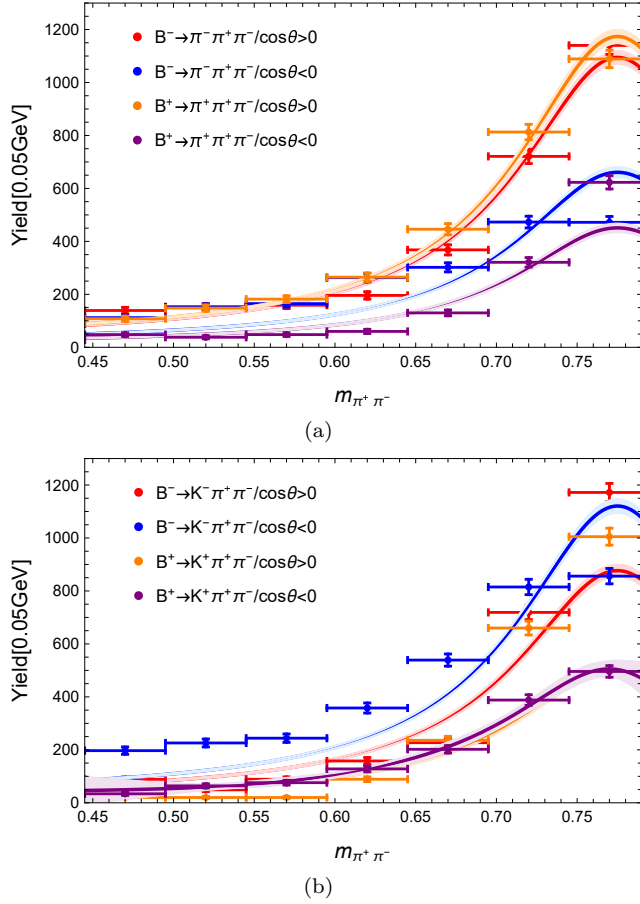 1200
1000
800
600
400
200
0
Yield[0.05GeV]
B⁻→π⁻π⁺π⁻/cosθ>0
B⁻→π⁻π⁺π⁻/cosθ<0
B⁺→π⁺π⁺π⁻/cosθ>0
B⁺→π⁺π⁺π⁻/cosθ<0
0.45 0.50 0.55 0.60 0.65 0.70 0.75
m π⁺ π⁻
(a)
1200
1000
800
600
400
200
0
Yield[0.05GeV]
B⁻→K⁻π⁺π⁻/cosθ>0
B⁻→K⁻π⁺π⁻/cosθ<0
B⁺→K⁺π⁺π⁻/cosθ>0
B⁺→K⁺π⁺π⁻/cosθ<0
0.45 0.50 0.55 0.60 0.65 0.70 0.75
m π⁺ π⁻
(b)